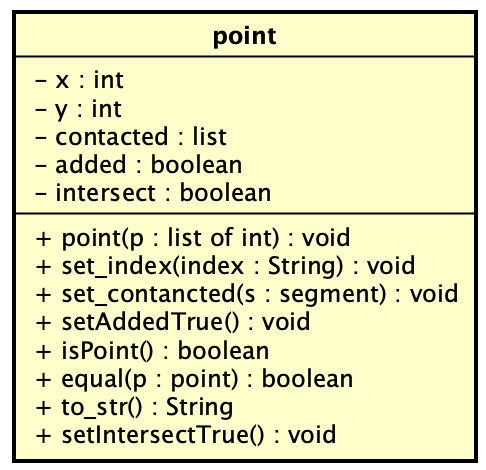 point
- x : int
- y : int
- contacted : list
- added : boolean
- intersect : boolean
+ point(p : list of int) : void
+ set_index(index : String) : void
+ set_contancted(s : segment) : void
+ setAddedTrue() : void
+ isPoint() : boolean
+ equal(p : point) : boolean
+ to_str() : String
+ setIntersectTrue() : void